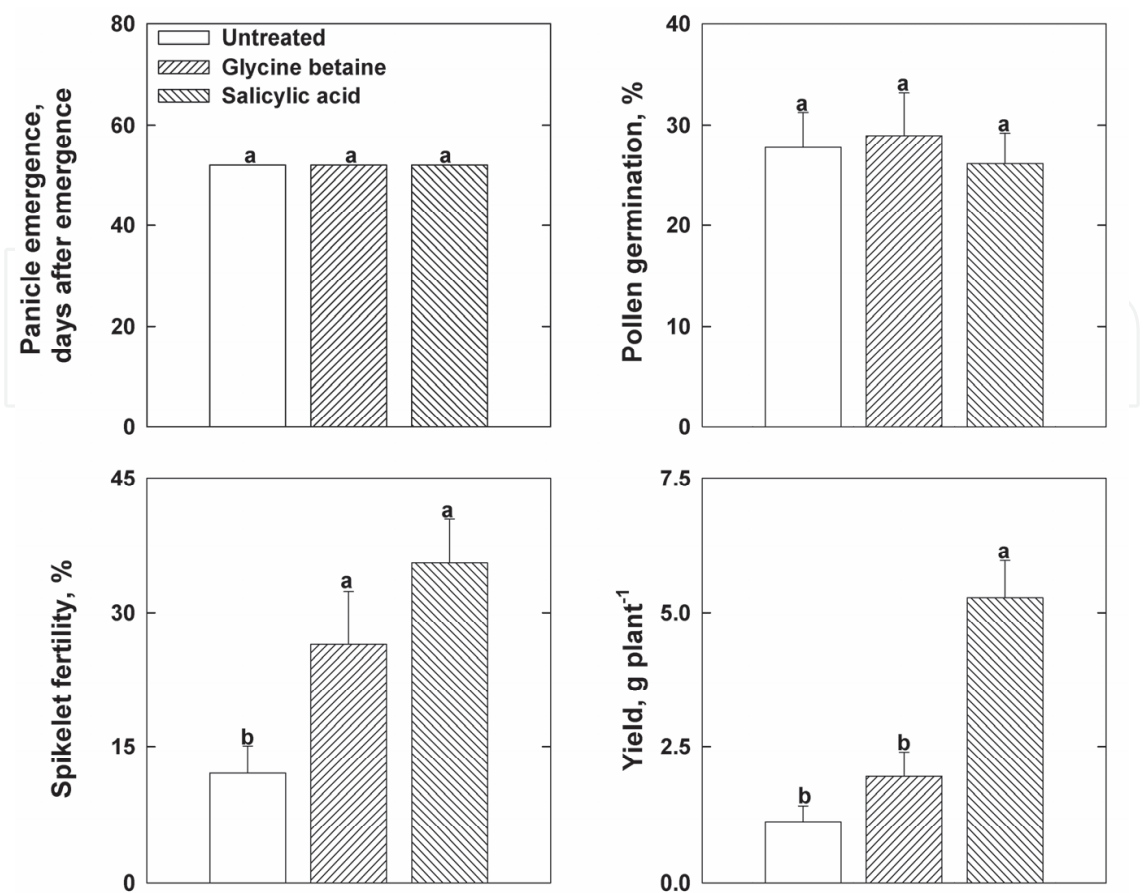 80
60
40
20
0
Panicle emergence,
days after emergence
Untreated
Glycine betaine
Salicylic acid
a a a
40
30
20
10
0
Pollen germination, %
a a a
45
30
15
0
Spikelet fertility, %
b a a
7.5
5.0
2.5
0.0
Yield, g plant⁻¹
b b a